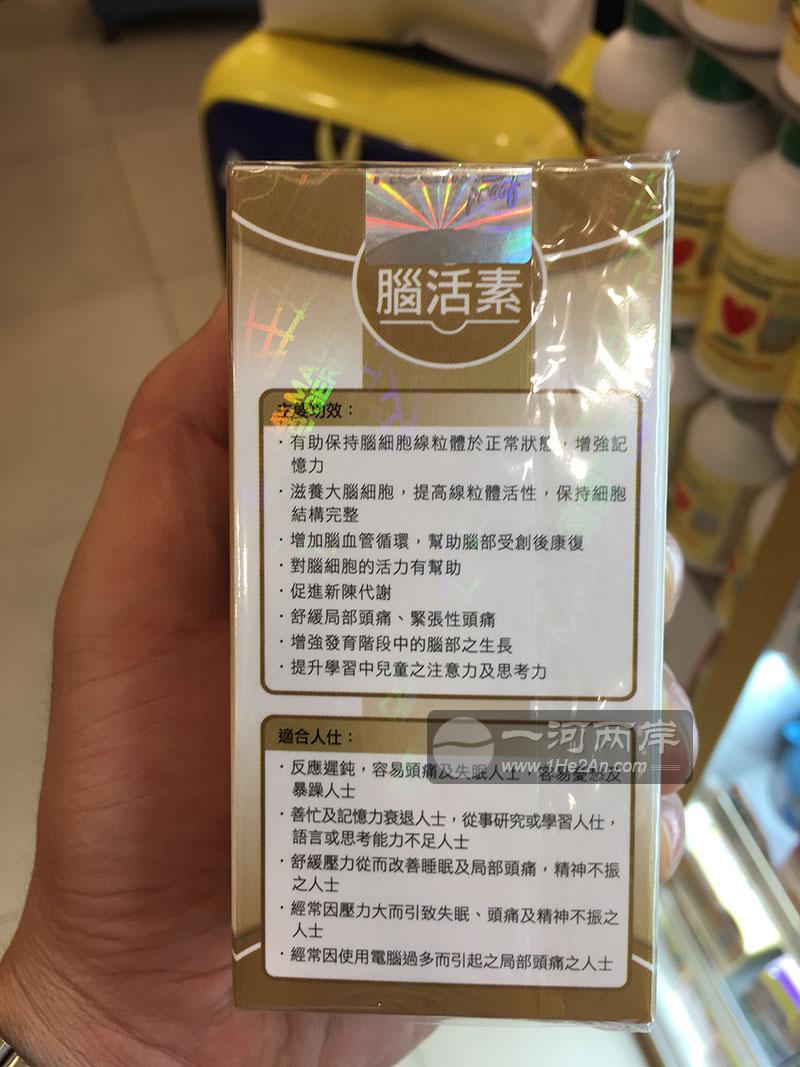 腦活素
主要功效：
・有助保持腦細胞線粒體於正常狀態，增強記
憶力
・滋養大腦細胞，提高線粒體活性，保持細胞
結構完整
・增加腦血管循環，幫助腦部受創後康復
・對腦細胞的活力有幫助
・促進新陳代謝
・舒緩局部頭痛、緊張性頭痛
・增強發育階段中的腦部之生長
・提升學習中兒童之注意力及思考力
適合人仕：
・反應遲鈍，容易頭痛及失眠人士，容易憂愁及
暴躁人士
・善忙及記憶力衰退人士，從事研究或學習人仕，
語言或思考能力不足人士
・舒緩壓力從而改善睡眠及局部頭痛，精神不振
之人士
・經常因壓力大而引致失眠、頭痛及精神不振之
人士
・經常因使用電腦過多而引起之局部頭痛之人士
一河两岸
www.1He2An.com